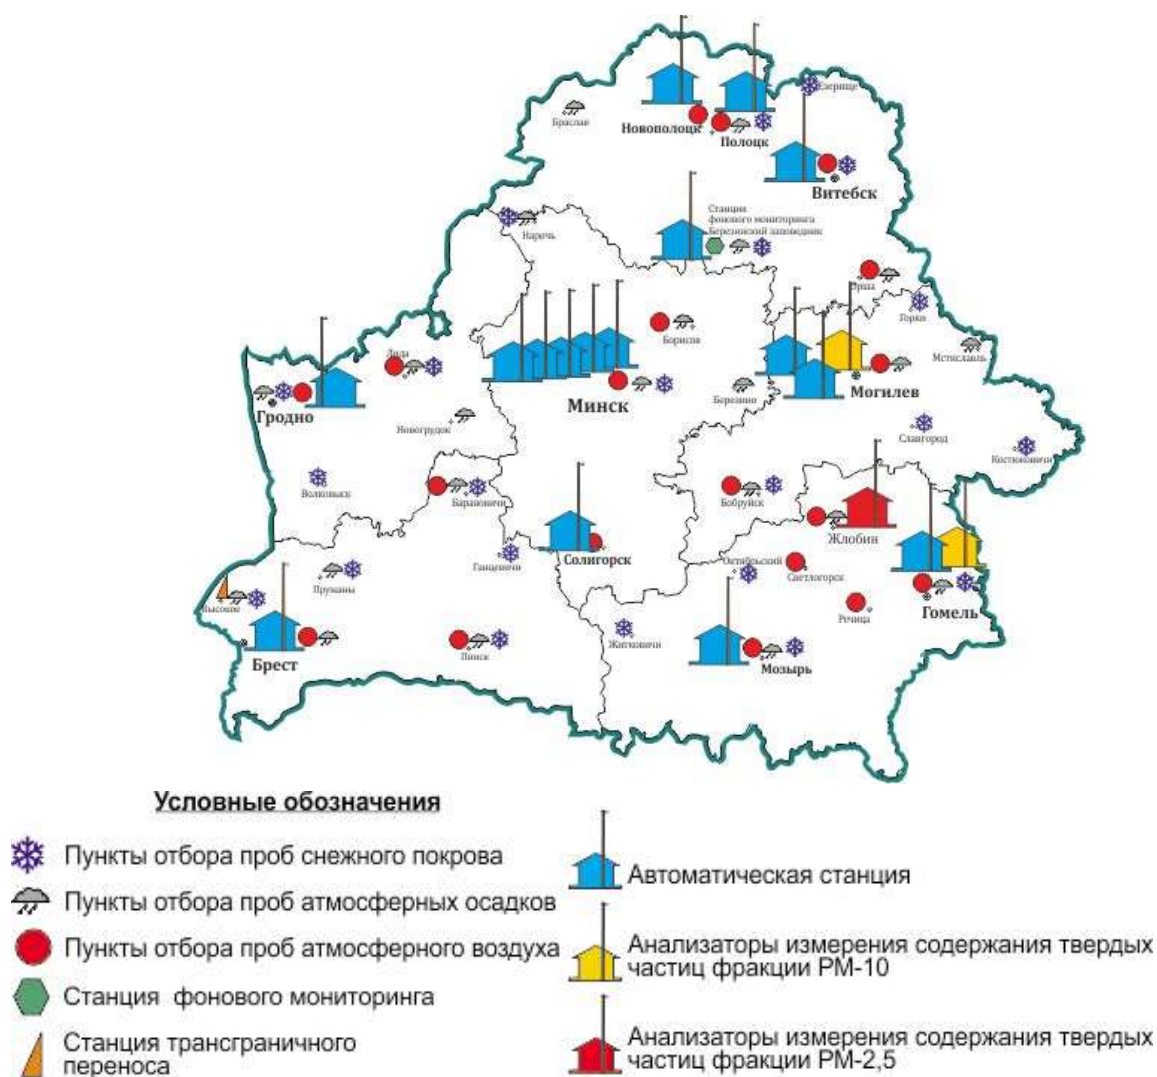 Езерище
Браслав
Новополоцк
Полоцк
Витебск
Станция
фонового мониторинга
Березинский заповедник
Нарочь
Орша
Горки
Борисов
Мстиславль
Лида
Березино
Могилев
Минск
Гродно
Новогрудок
Славгород
Костюковичи
Волковыск
Барановичи
Бобруйск
Жлобин
Солигорск
Ганцевичи
Октябрьский
Светлогорск
Пружаны
Высокое
Речица
Гомель
Житковичи
Брест
Пинск
Мозырь
Условные обозначения
Пункты отбора проб снежного покрова
Пункты отбора проб атмосферных осадков
Пункты отбора проб атмосферного воздуха
Станция фонового мониторинга
Станция трансграничного
переноса
Автоматическая станция
Анализаторы измерения содержания твердых
частиц фракции РМ-10
Анализаторы измерения содержания твердых
частиц фракции РМ-2,5